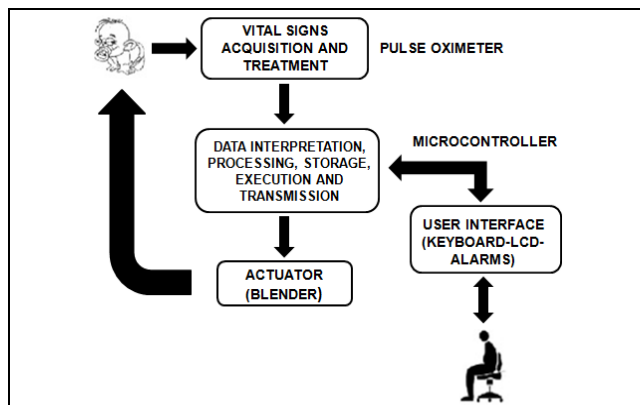 VITAL SIGNS
ACQUISITION AND
TREATMENT
PULSE OXIMETER
DATA INTERPRETATION,
PROCESSING, STORAGE,
EXECUTION AND
TRANSMISSION
MICROCONTROLLER
USER INTERFACE
(KEYBOARD-LCD-
ALARMS)
ACTUATOR
(BLENDER)